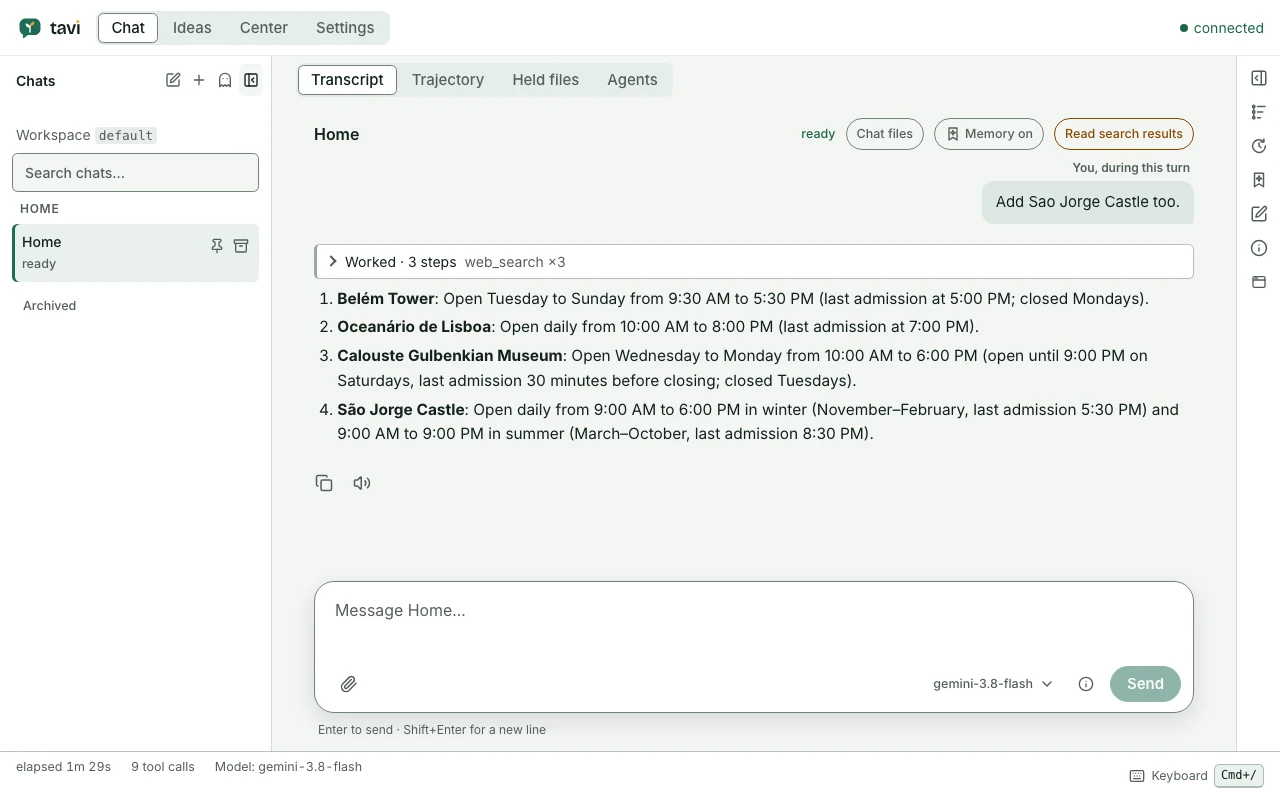 tavi
Chat
Ideas
Center
Settings
connected
Chats
Workspace default
Search chats...
HOME
Home
ready
Archived
Transcript
Trajectory
Held files
Agents
Home
ready
Chat files
Memory on
Read search results
You, during this turn
Add Sao Jorge Castle too.
Worked · 3 steps web_search ×3
1. Belém Tower: Open Tuesday to Sunday from 9:30 AM to 5:30 PM (last admission at 5:00 PM; closed Mondays).
2. Oceanário de Lisboa: Open daily from 10:00 AM to 8:00 PM (last admission at 7:00 PM).
3. Calouste Gulbenkian Museum: Open Wednesday to Monday from 10:00 AM to 6:00 PM (open until 9:00 PM on
Saturdays, last admission 30 minutes before closing; closed Tuesdays).
4. São Jorge Castle: Open daily from 9:00 AM to 6:00 PM in winter (November–February, last admission 5:30 PM) and
9:00 AM to 9:00 PM in summer (March–October, last admission 8:30 PM).
Message Home...
gemini-3.8-flash
Send
Enter to send · Shift+Enter for a new line
elapsed 1m 29s
9 tool calls
Model: gemini-3.8-flash
Keyboard
Cmd+/